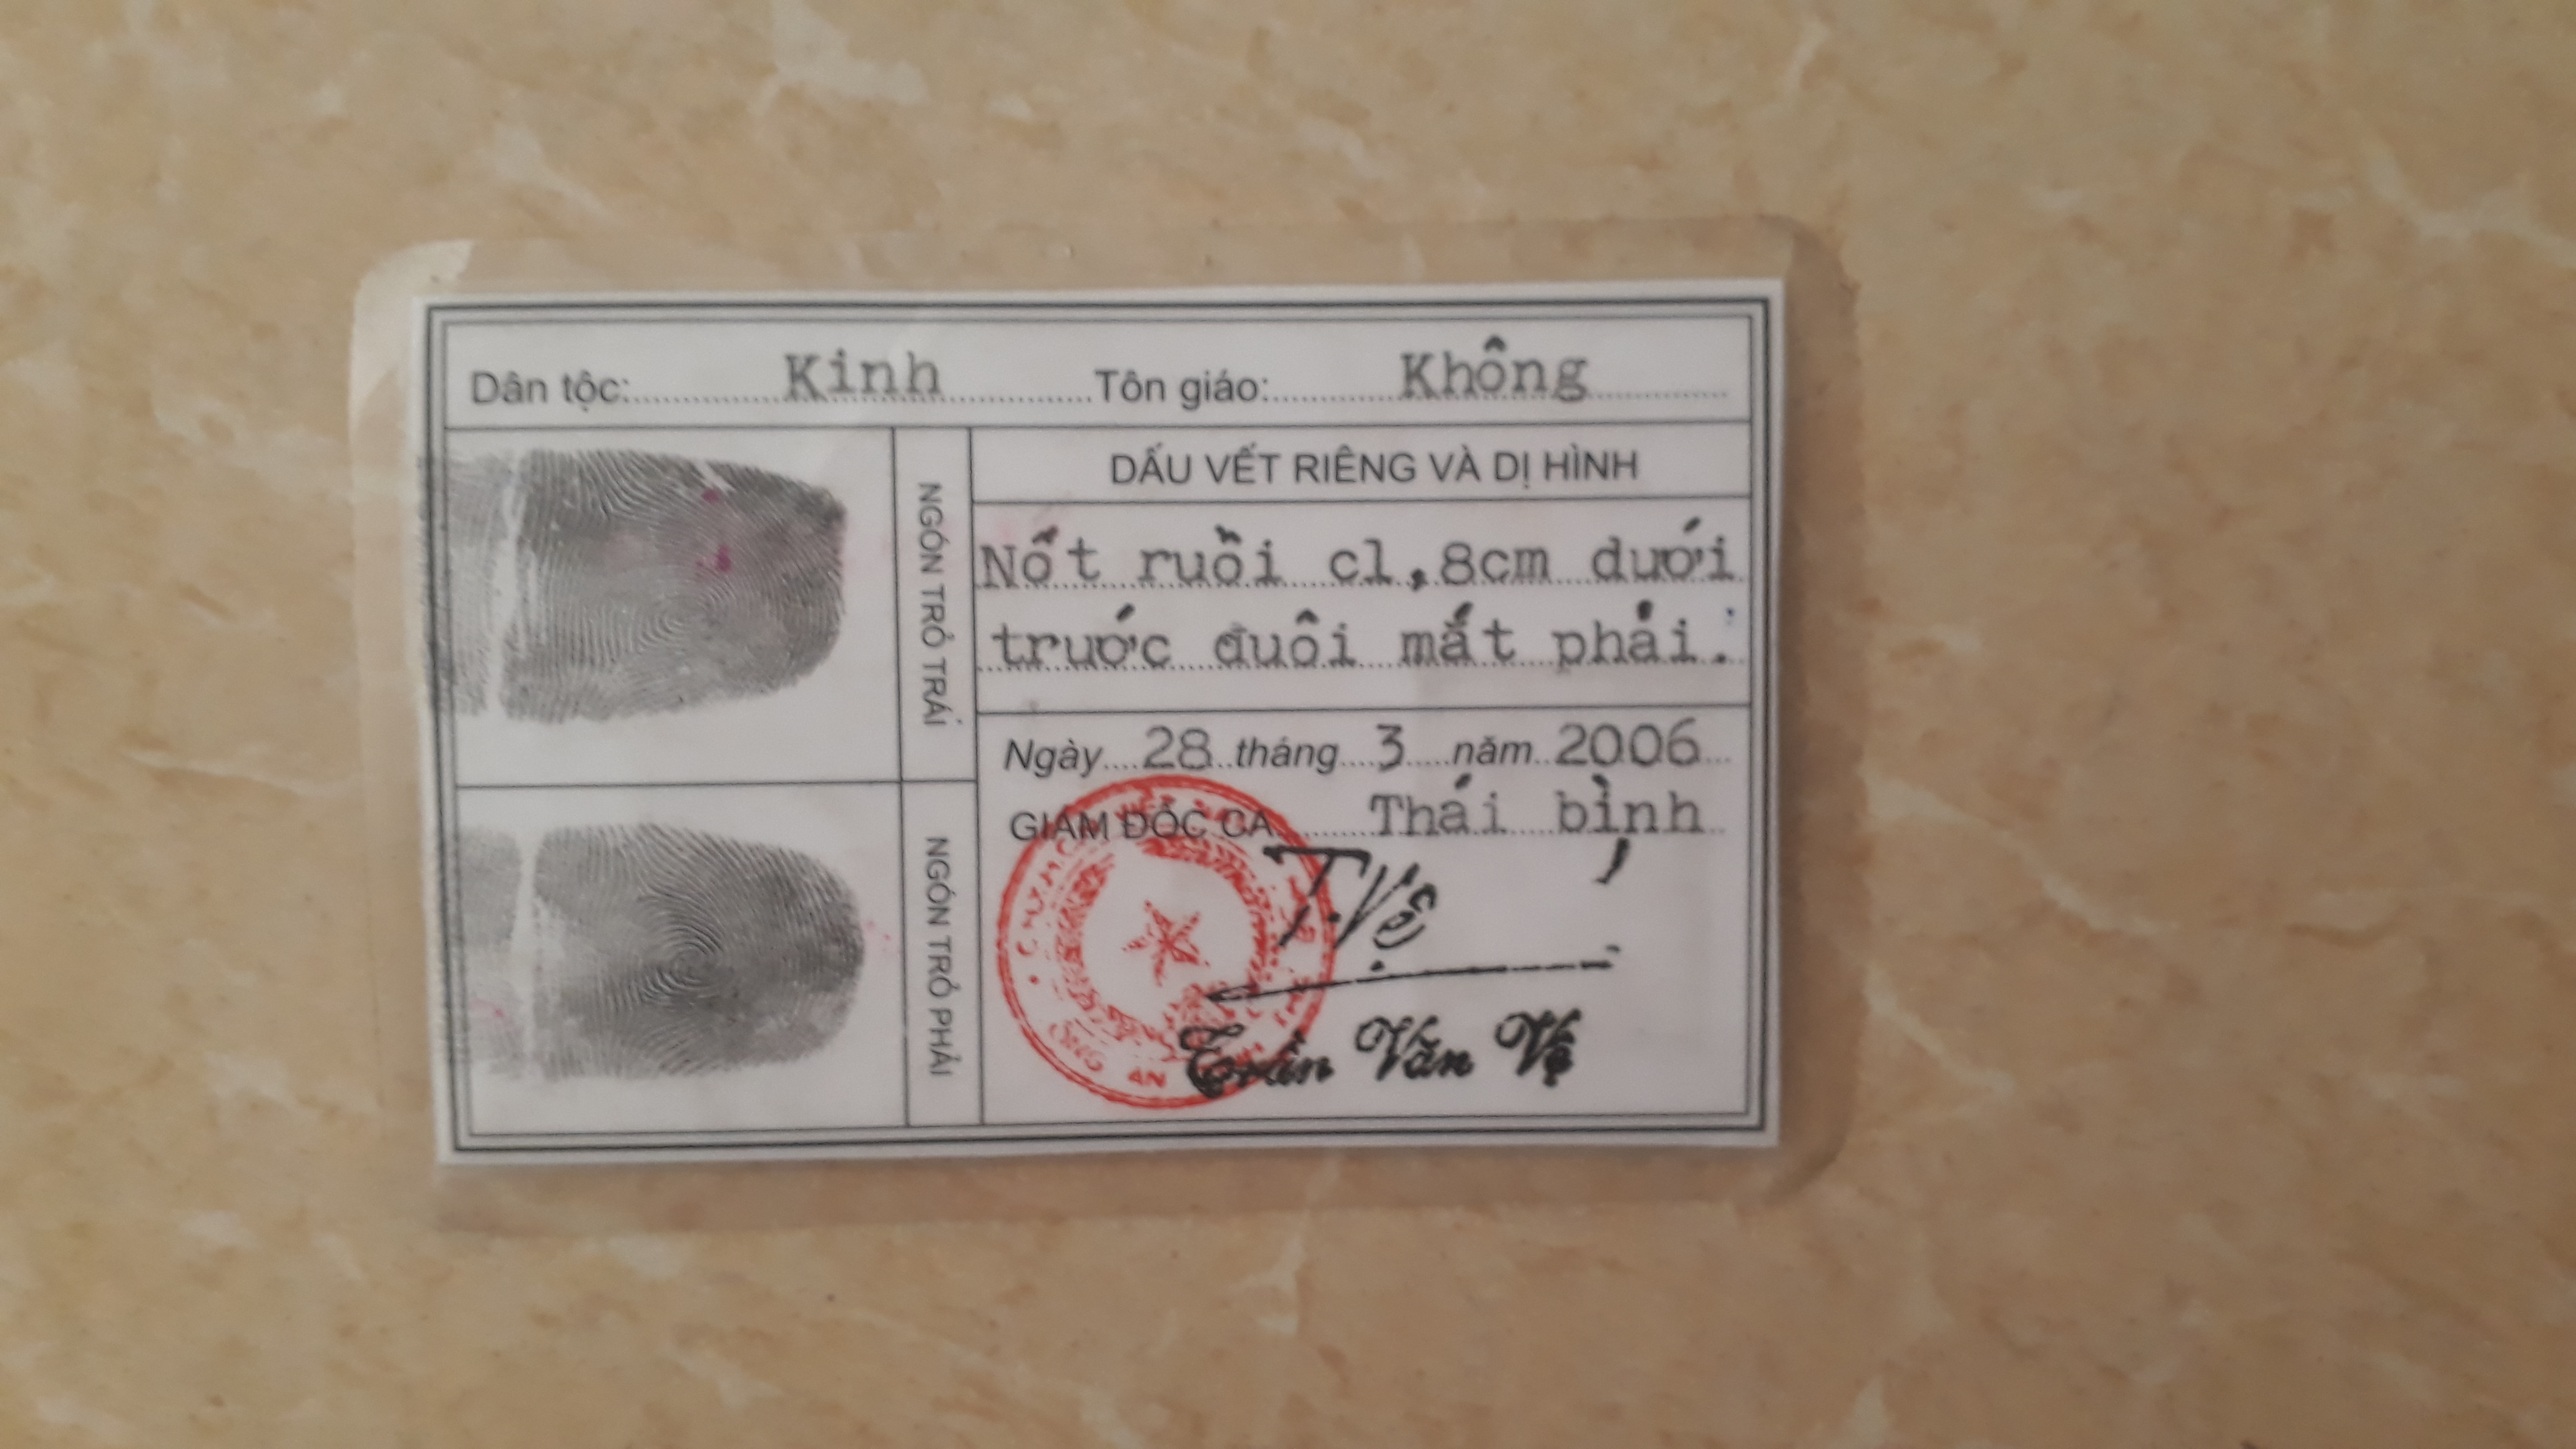 Dân tộc: Kinh Tôn giáo: Không
NGÓN TRỎ TRÁI
DẤU VẾT RIÊNG VÀ DỊ HÌNH
Nốt ruồi c1,8cm dưới
trước đuôi mắt phải.
Ngày 28 tháng 3 năm 2006
GIÁM ĐỐC CA Thái bình
NGÓN TRỎ PHẢI
T.Vệ
Trần Văn Vệ
AN